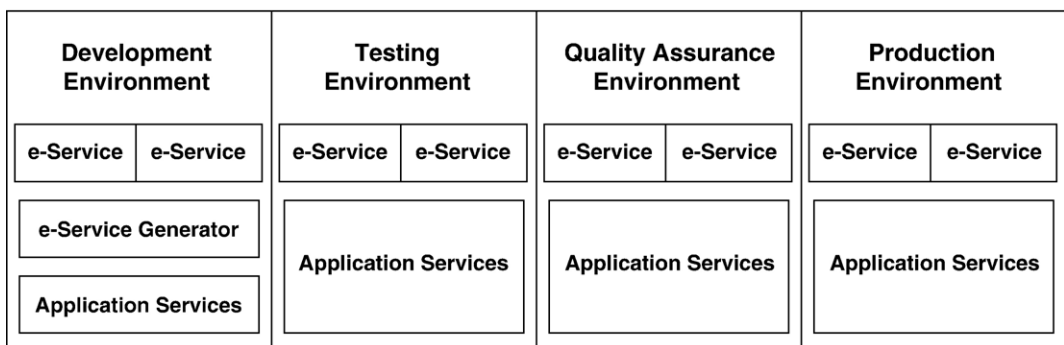 Development
Environment
e-Service
e-Service
e-Service Generator
Application Services
Testing
Environment
e-Service
e-Service
Application Services
Quality Assurance
Environment
e-Service
e-Service
Application Services
Production
Environment
e-Service
e-Service
Application Services